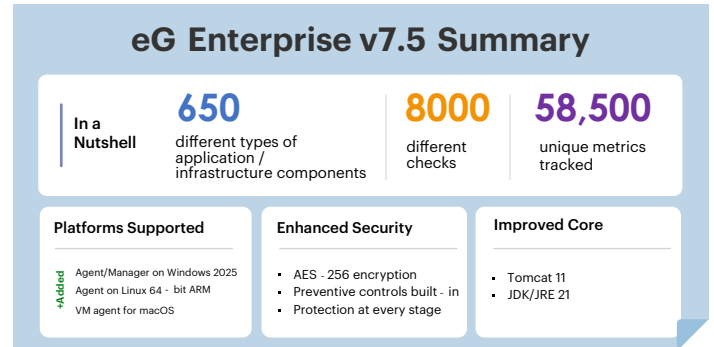 eG Enterprise v7.5 Summary
In a
Nutshell
650
different types of
application /
infrastructure components
8000
different
checks
58,500
unique metrics
tracked
Platforms Supported
+Added
Agent/Manager on Windows 2025
Agent on Linux 64 - bit ARM
VM agent for macOS
Enhanced Security
▪ AES - 256 encryption
▪ Preventive controls built - in
▪ Protection at every stage
Improved Core
▪ Tomcat 11
▪ JDK/JRE 21